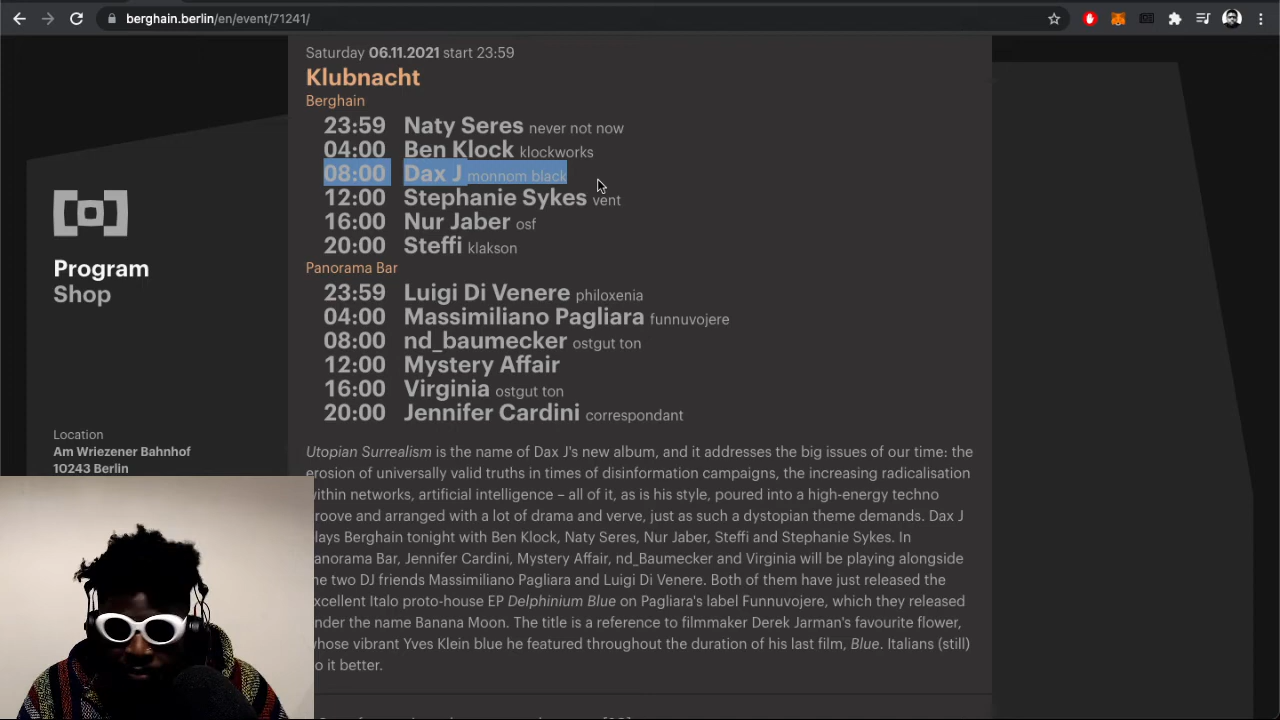 berghain.berlin/en/event/71241/
Saturday 06.11.2021 start 23:59
Klubnacht
Berghain
23:59 Naty Seres never not now
04:00 Ben Klock klockworks
08:00 Dax J monnom black
12:00 Stephanie Sykes vent
16:00 Nur Jaber osf
20:00 Steffi klakson
Panorama Bar
23:59 Luigi Di Venere philoxenia
04:00 Massimiliano Pagliara funnuvojere
08:00 nd_baumecker ostgut ton
12:00 Mystery Affair
16:00 Virginia ostgut ton
20:00 Jennifer Cardini correspondant
Program
Shop
Location
Am Wriezener Bahnhof
10243 Berlin
Utopian Surrealism is the name of Dax J's new album, and it addresses the big issues of our time: the
erosion of universally valid truths in times of disinformation campaigns, the increasing radicalisation
within networks, artificial intelligence – all of it, as is his style, poured into a high-energy techno
groove and arranged with a lot of drama and verve, just as such a dystopian theme demands. Dax J
plays Berghain tonight with Ben Klock, Naty Seres, Nur Jaber, Steffi and Stephanie Sykes. In
Panorama Bar, Jennifer Cardini, Mystery Affair, nd_Baumecker and Virginia will be playing alongside
the two DJ friends Massimiliano Pagliara and Luigi Di Venere. Both of them have just released the
excellent Italo proto-house EP Delphinium Blue on Pagliara's label Funnuvojere, which they released
under the name Banana Moon. The title is a reference to filmmaker Derek Jarman's favourite flower,
whose vibrant Yves Klein blue he featured throughout the duration of his last film, Blue. Italians (still)
do it better.